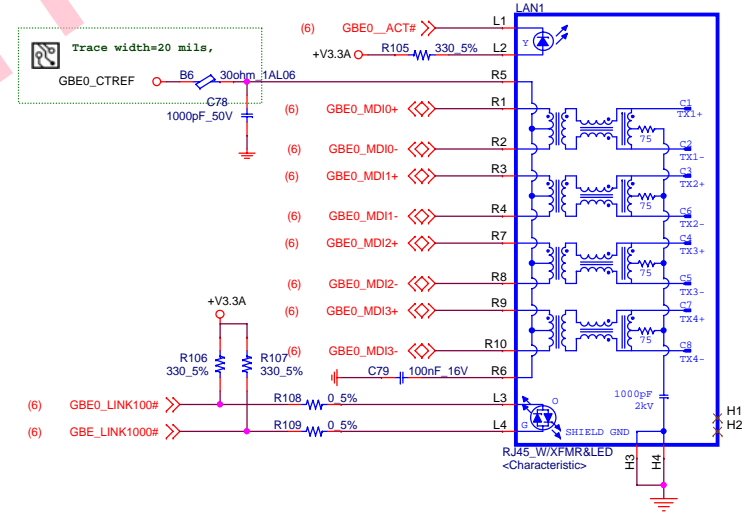 LAN1
(6) GBE0__ACT# L1
Y
+V3.3A R105 330_5% L2
Trace width=20 mils,
GBE0_CTREF B6 30ohm_1AL06 R5
C78
1000pF_50V
(6) GBE0_MDI0+ R1 C1
TX1+
75
(6) GBE0_MDI0- R2 C2
TX1-
(6) GBE0_MDI1+ R3 C3
TX2+
75
(6) GBE0_MDI1- R4 C6
TX2-
(6) GBE0_MDI2+ R7 C4
TX3+
75
(6) GBE0_MDI2- R8 C5
TX3-
(6) GBE0_MDI3+ R9 C7
TX4+
75
(6) GBE0_MDI3- R10 C8
TX4-
+V3.3A
R106 R107
330_5% 330_5%
C79 100nF_16V R6
(6) GBE0_LINK100# R108 0_5% L3 O
1000pF
2kV
(6) GBE_LINK1000# R109 0_5% L4 G SHIELD GND
H1
H2
RJ45_W/XFMR&LED
<Characteristic>
H3 H4